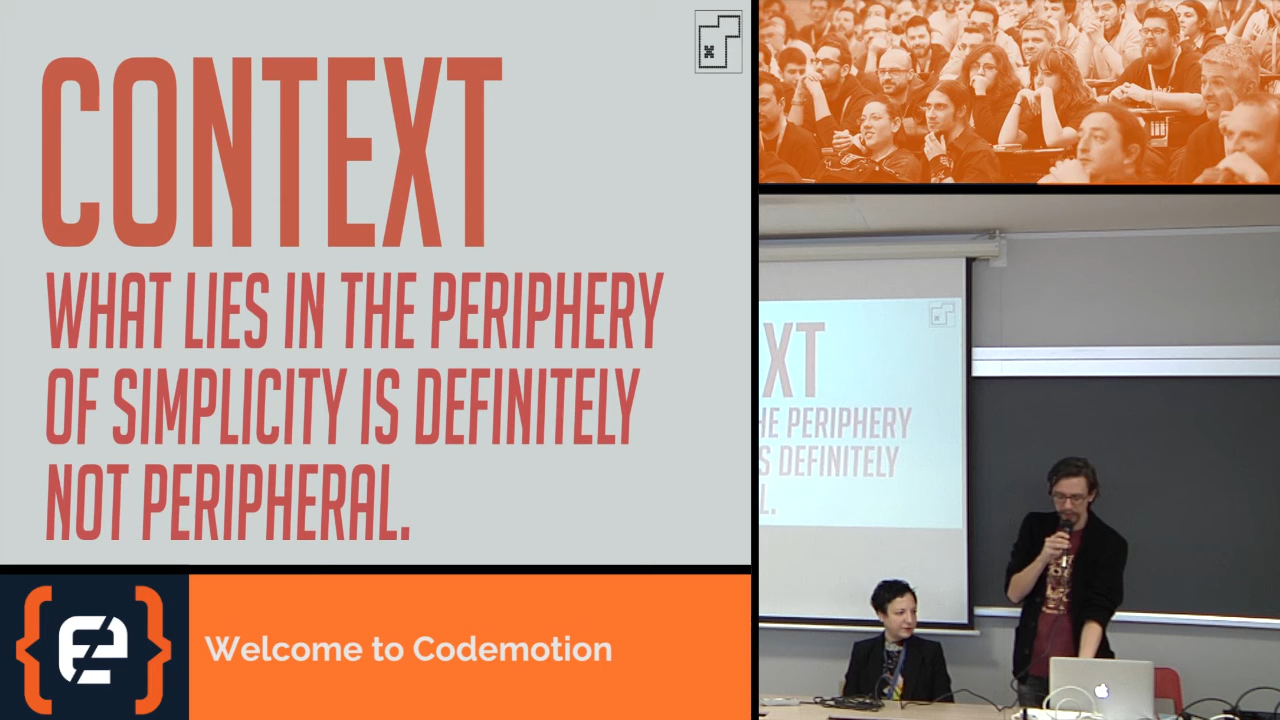 CONTEXT
WHAT LIES IN THE PERIPHERY
OF SIMPLICITY IS DEFINITELY
NOT PERIPHERAL.
Welcome to Codemotion
XT
HE PERIPHERY
S DEFINITELY
L.